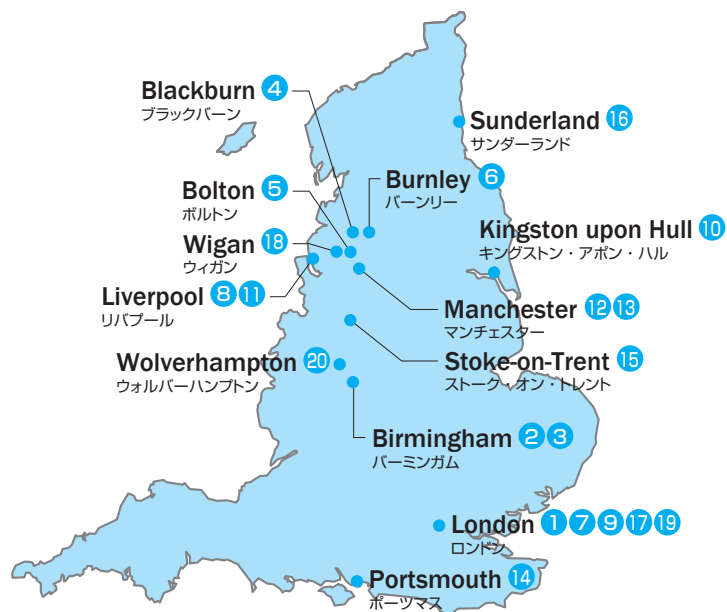 Blackburn 4
ブラックバーン
Sunderland 16
サンダーランド
Bolton 5
ボルトン
Burnley 6
バーンリー
Wigan 18
ウィガン
Kingston upon Hull 10
キングストン・アポン・ハル
Liverpool 8 11
リバプール
Manchester 12 13
マンチェスター
Wolverhampton 20
ウォルバーハンプトン
Stoke-on-Trent 15
ストーク・オン・トレント
Birmingham 2 3
バーミンガム
London 1 7 9 17 19
ロンドン
Portsmouth 14
ポーツマス